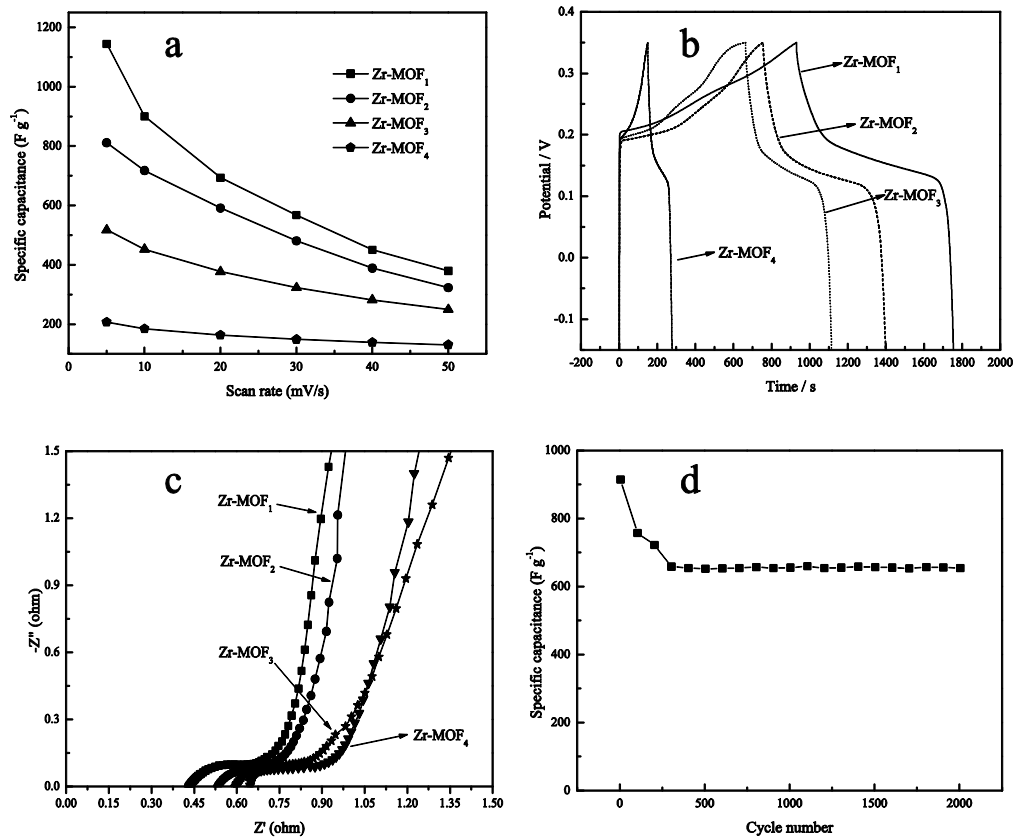 a
Specific capacitance (F g⁻¹)
1200
1000
800
600
400
200
0
10
20
30
40
50
Scan rate (mV/s)
Zr-MOF₁
Zr-MOF₂
Zr-MOF₃
Zr-MOF₄
b
Potential / V
0.4
0.3
0.2
0.1
0.0
-0.1
-200
0
200
400
600
800
1000
1200
1400
1600
1800
2000
Time / s
Zr-MOF₁
Zr-MOF₂
Zr-MOF₃
Zr-MOF₄
c
-Z'' (ohm)
1.5
1.2
0.9
0.6
0.3
0.0
0.00
0.15
0.30
0.45
0.60
0.75
0.90
1.05
1.20
1.35
1.50
Z' (ohm)
Zr-MOF₁
Zr-MOF₂
Zr-MOF₃
Zr-MOF₄
d
Specific capacitance (F g⁻¹)
1000
800
600
400
200
0
0
500
1000
1500
2000
Cycle number